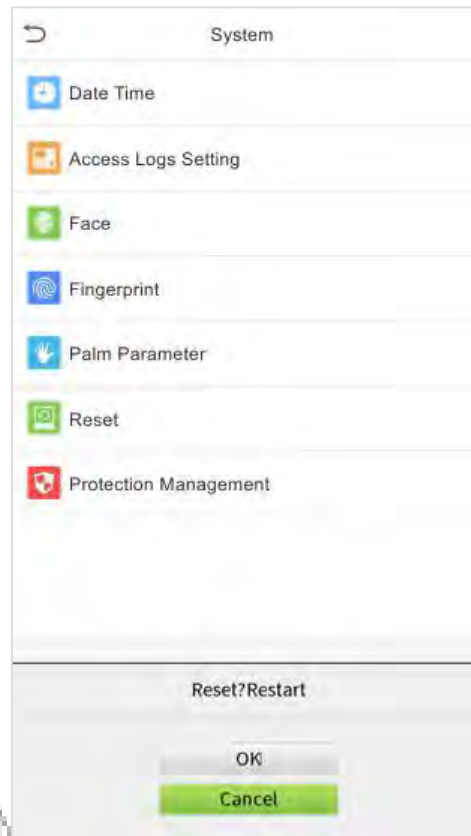 System
Date Time
Access Logs Setting
Face
Fingerprint
Palm Parameter
Reset
Protection Management
Reset?Restart
OK
Cancel